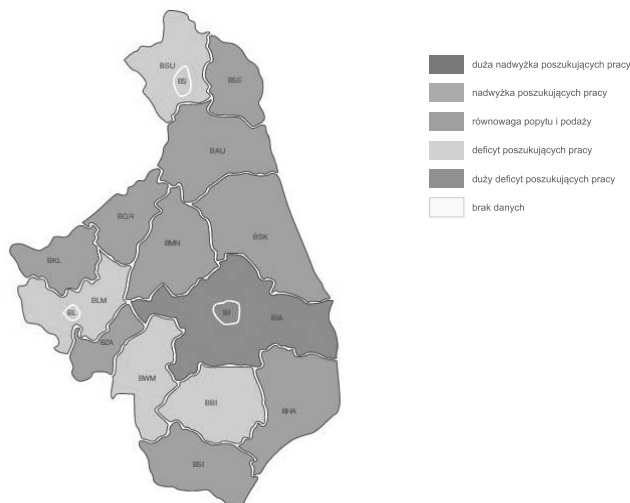 BSU
BS
BSE
BAU
BGR
BMN
BSK
BKL
BLM
BL
BI
BIA
BZA
BWM
BBI
BHA
BSI
duża nadwyżka poszukujących pracy
nadwyżka poszukujących pracy
równowaga popytu i podaży
deficyt poszukujących pracy
duży deficyt poszukujących pracy
brak danych